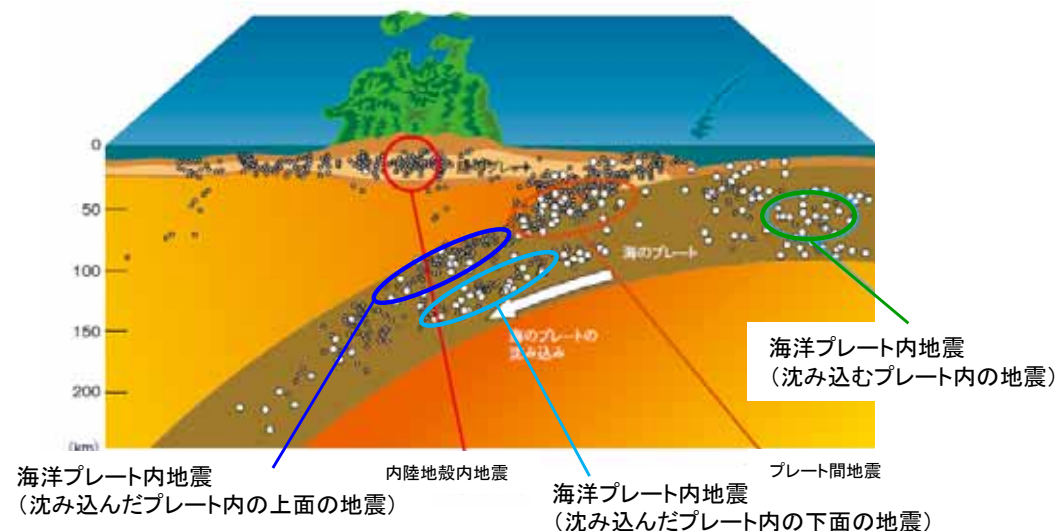 0
50
100
150
200
(km)
海のプレート
海のプレートの
沈み込み
海洋プレート内地震
（沈み込むプレート内の地震）
海洋プレート内地震
（沈み込んだプレート内の上面の地震）
内陸地殻内地震
プレート間地震
海洋プレート内地震
（沈み込んだプレート内の下面の地震）